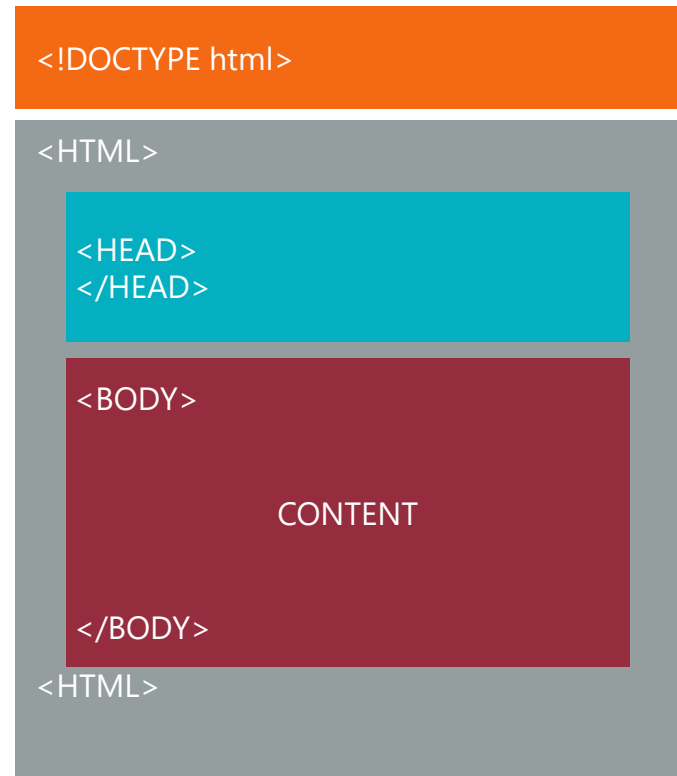 <!DOCTYPE html>
<HTML>
<HEAD>
</HEAD>
<BODY>
CONTENT
</BODY>
<HTML>